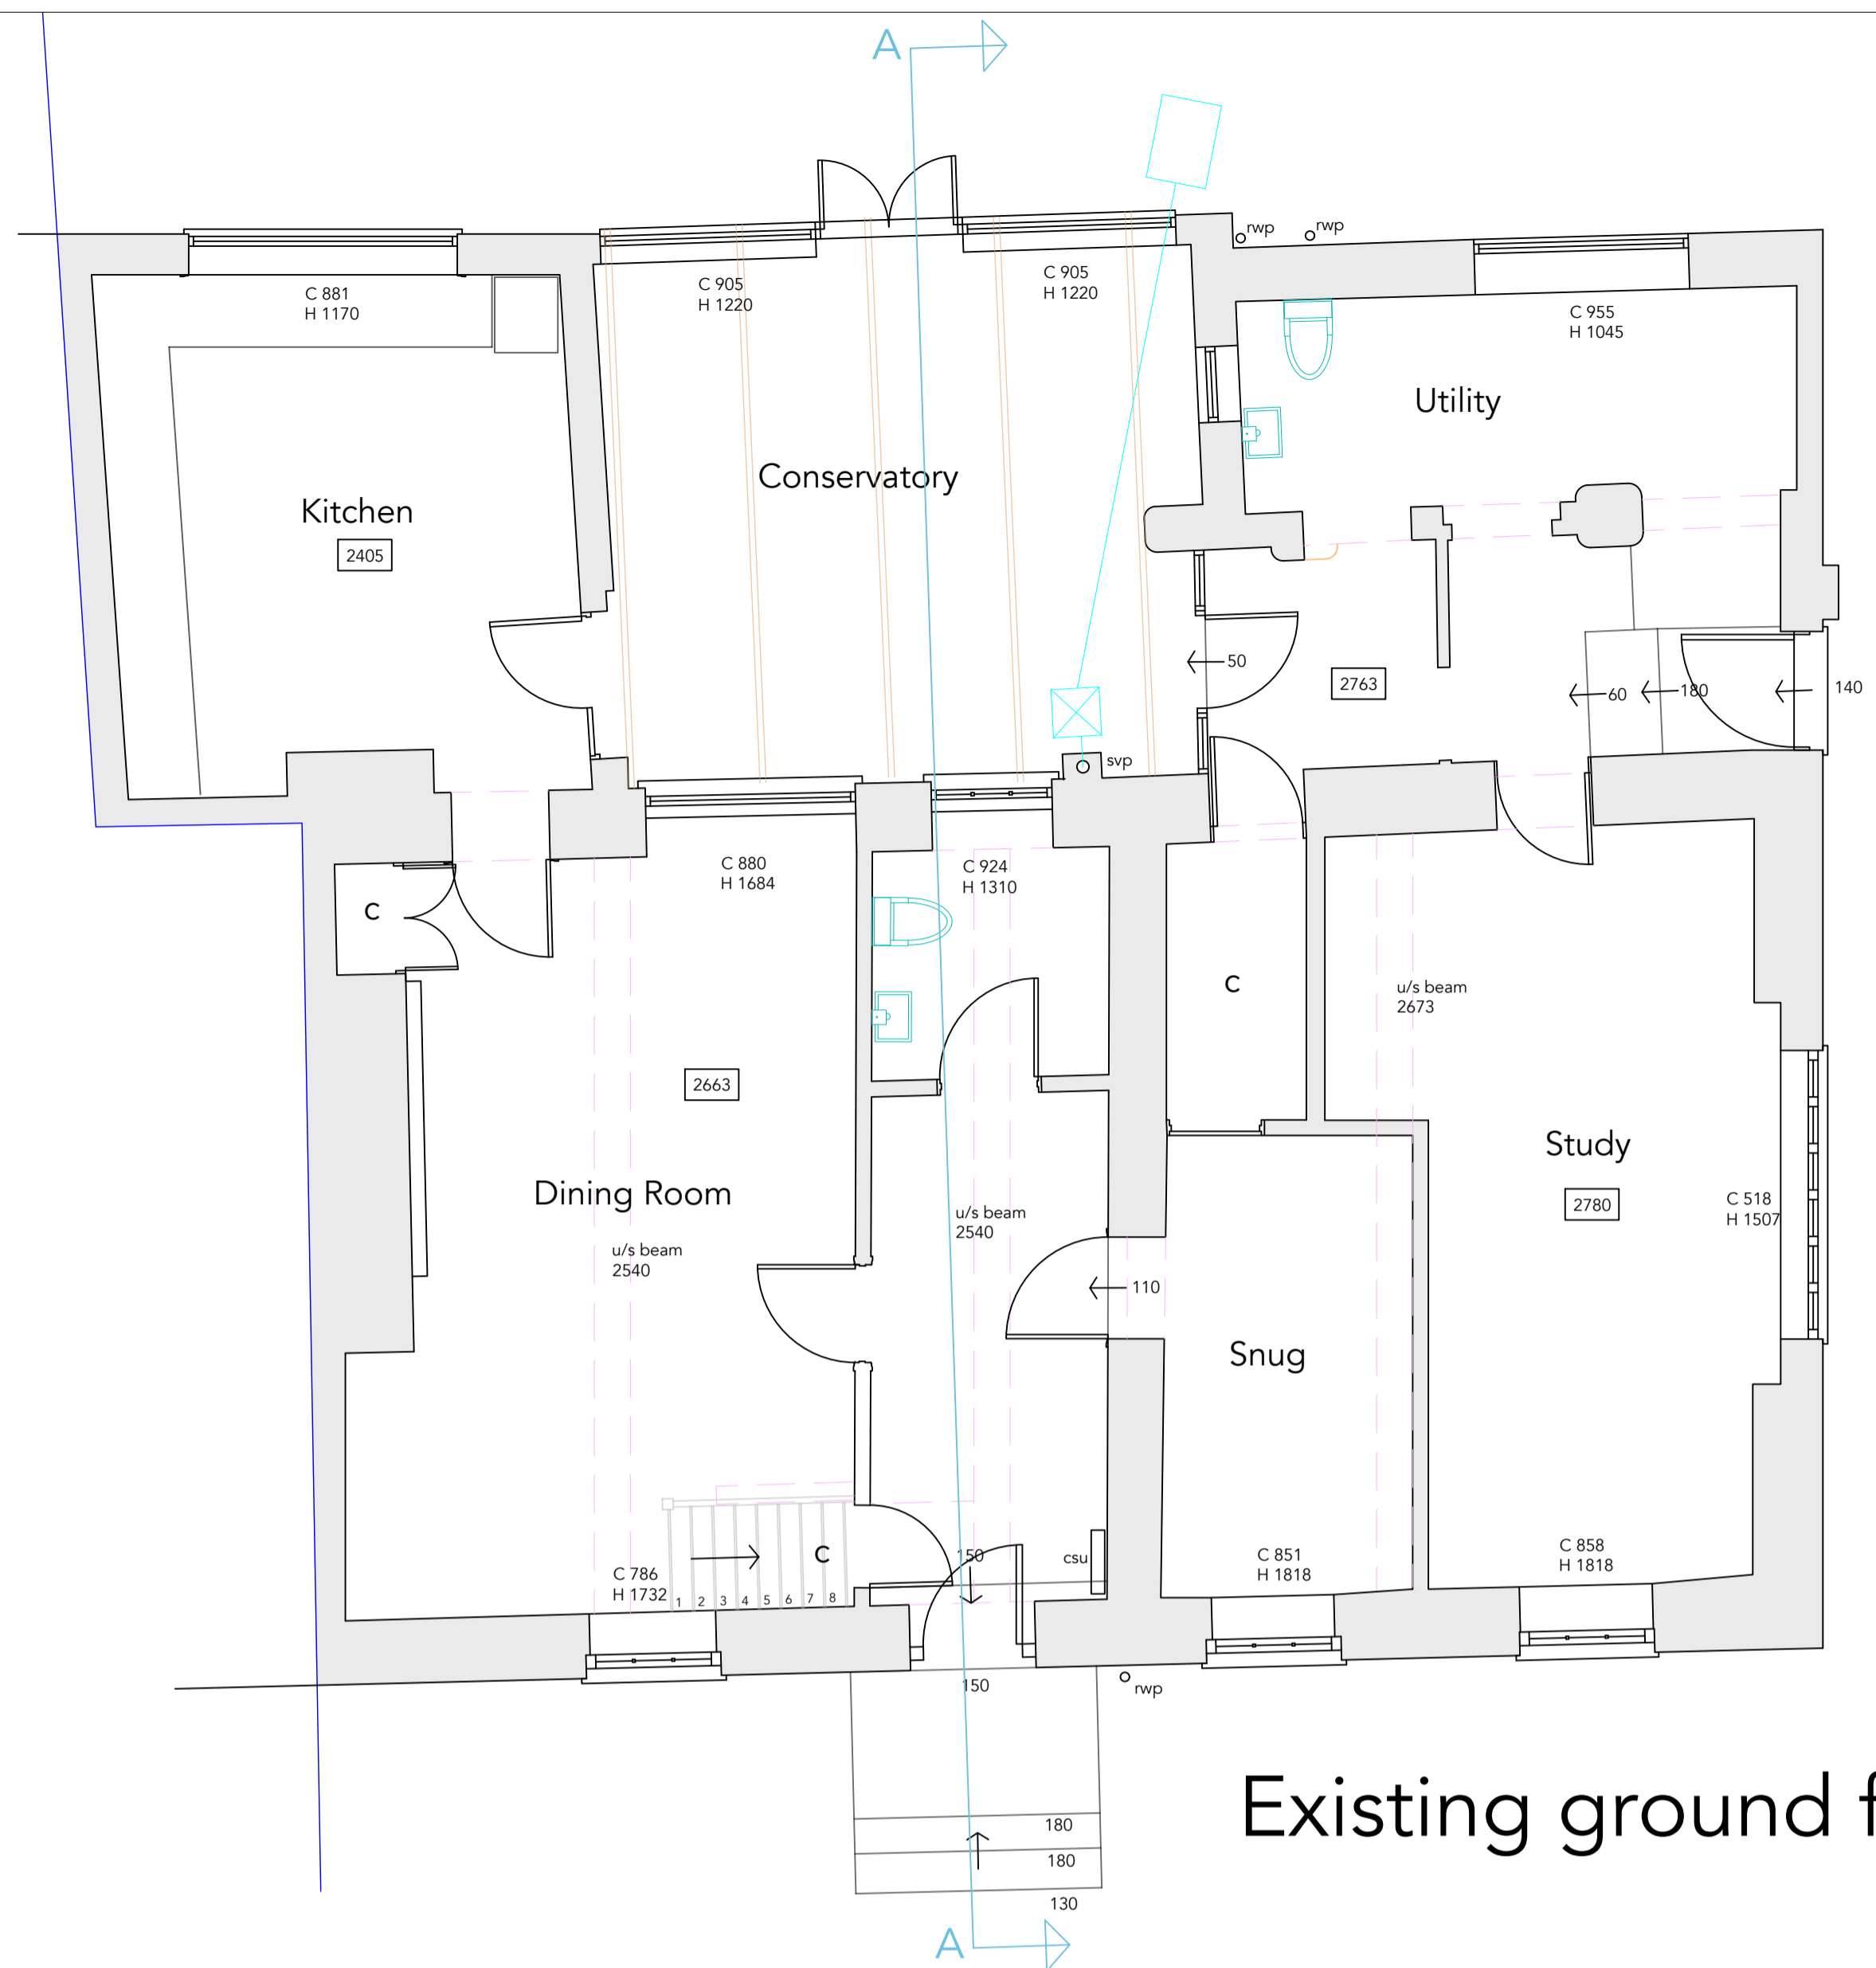 A
rwp
rwp
C 881
H 1170
C 905
H 1220
C 905
H 1220
C 955
H 1045
Utility
Conservatory
Kitchen
2405
50
2763
60
180
140
svp
C 880
H 1684
C 924
H 1310
C
C
u/s beam
2673
2663
Study
2780
C 518
H 1507
Dining Room
u/s beam
2540
u/s beam
2540
110
Snug
C 786
H 1732
1 2 3 4 5 6 7 8
C
150
csu
C 851
H 1818
C 858
H 1818
150
rwp
Existing ground f
180
180
130
A